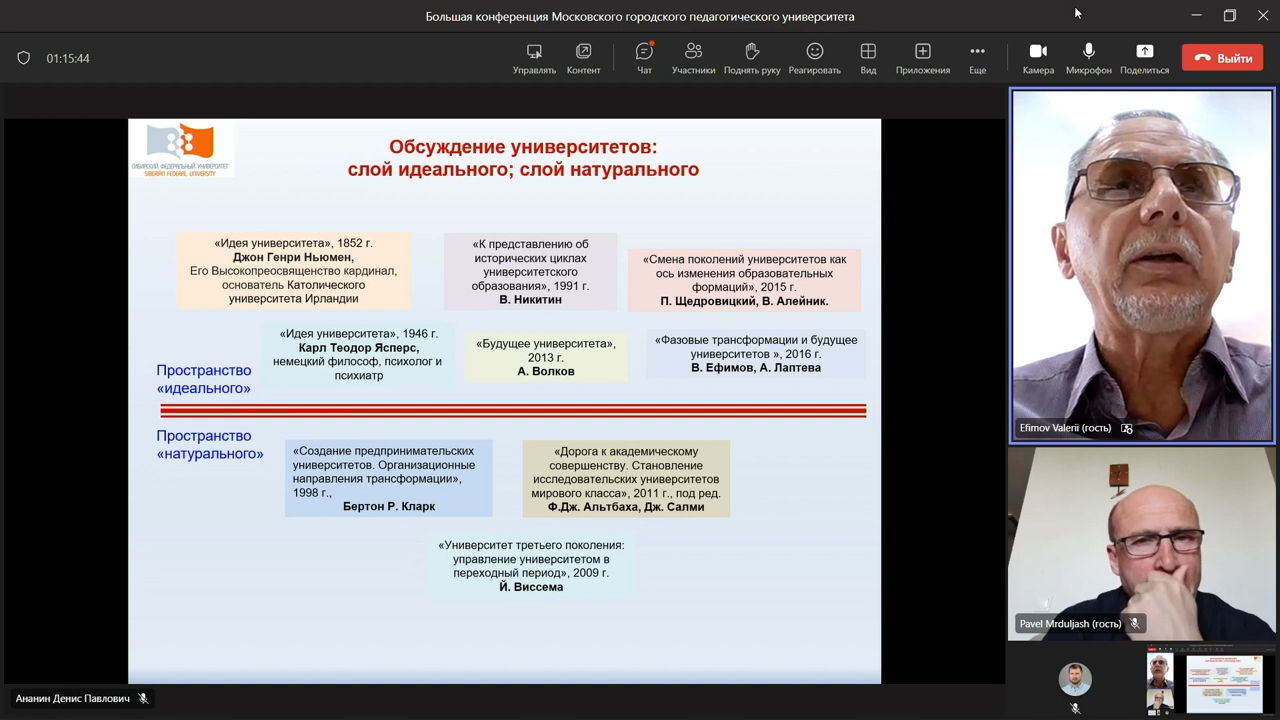 Большая конференция Московского городского педагогического университета
01:15:44
Управлять
Контент
Чат
Участники
Поднять руку
Реагировать
Вид
Приложения
Еще
Камера
Микрофон
Поделиться
Выйти
СИБИРСКИЙ ФЕДЕРАЛЬНЫЙ УНИВЕРСИТЕТ
SIBERIAN FEDERAL UNIVERSITY
Обсуждение университетов:
слой идеального; слой натурального
«Идея университета», 1852 г.
Джон Генри Ньюмен,
Его Высокопреосвященство кардинал,
основатель Католического
университета Ирландии
«К представлению об
исторических циклах
университетского
образования», 1991 г.
В. Никитин
«Смена поколений университетов как
ось изменения образовательных
формаций», 2015 г.
П. Щедровицкий, В. Алейник.
«Идея университета», 1946 г.
Карл Теодор Ясперс,
немецкий философ, психолог и
психиатр
«Будущее университета»,
2013 г.
А. Волков
«Фазовые трансформации и будущее
университетов », 2016 г.
В. Ефимов, А. Лаптева
Пространство
«идеального»
Пространство
«натурального»
«Создание предпринимательских
университетов. Организационные
направления трансформации»,
1998 г.,
Бертон Р. Кларк
«Дорога к академическому
совершенству. Становление
исследовательских университетов
мирового класса», 2011 г., под ред.
Ф.Дж. Альтбаха, Дж. Салми
«Университет третьего поколения:
управление университетом в
переходный период», 2009 г.
Й. Виссема
Efimov Valerii (гость)
Pavel Mrduljash (гость)
Ананин Денис Павлович